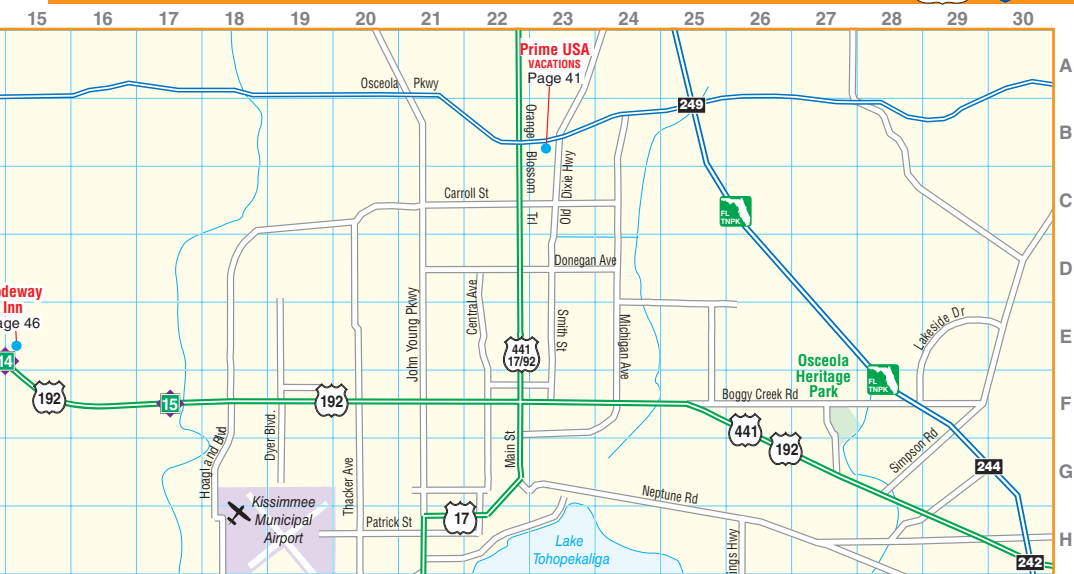 15 16 17 18 19 20 21 22 23 24 25 26 27 28 29 30
A
B
C
D
E
F
G
H
Prime USA
VACATIONS
Page 41
Osceola Pkwy
249
Orange Blossom Trl
Old Dixie Hwy
Carroll St
FL
TNPK
Donegan Ave
John Young Pkwy
Central Ave
Smith St
Michigan Ave
Lakeside Dr
Inn
14
192
15
192
441
17/92
Osceola
Heritage
Park
FL
TNPK
Boggy Creek Rd
441
192
Hoagland Blvd
Dyer Blvd.
Thacker Ave
Main St
Simpson Rd
244
Neptune Rd
Kissimmee
Municipal
Airport
Patrick St
17
Lake
Tohopekaliga
242